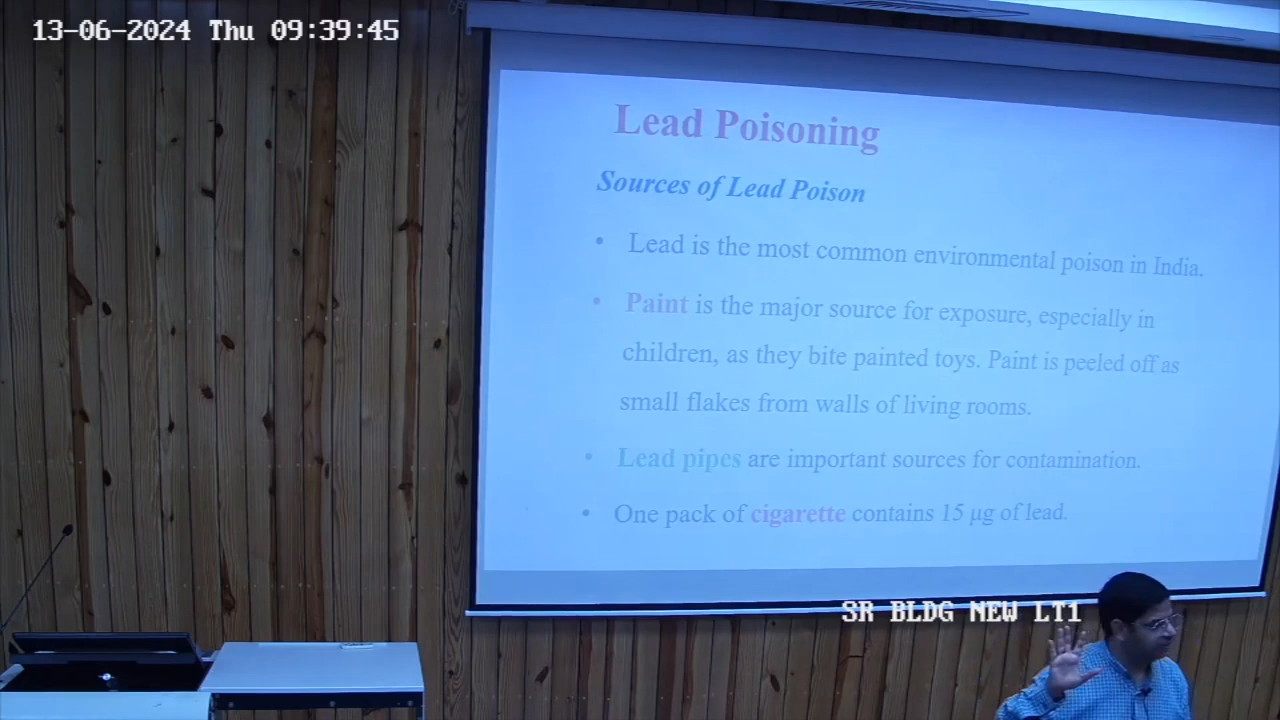 13-06-2024 Thu 09:39:45
Lead Poisoning
Sources of Lead Poison
• Lead is the most common environmental poison in India.
• Paint is the major source for exposure, especially in
children, as they bite painted toys. Paint is peeled off as
small flakes from walls of living rooms.
• Lead pipes are important sources for contamination.
• One pack of cigarette contains 15 µg of lead.
SR BLDG NEW LT1